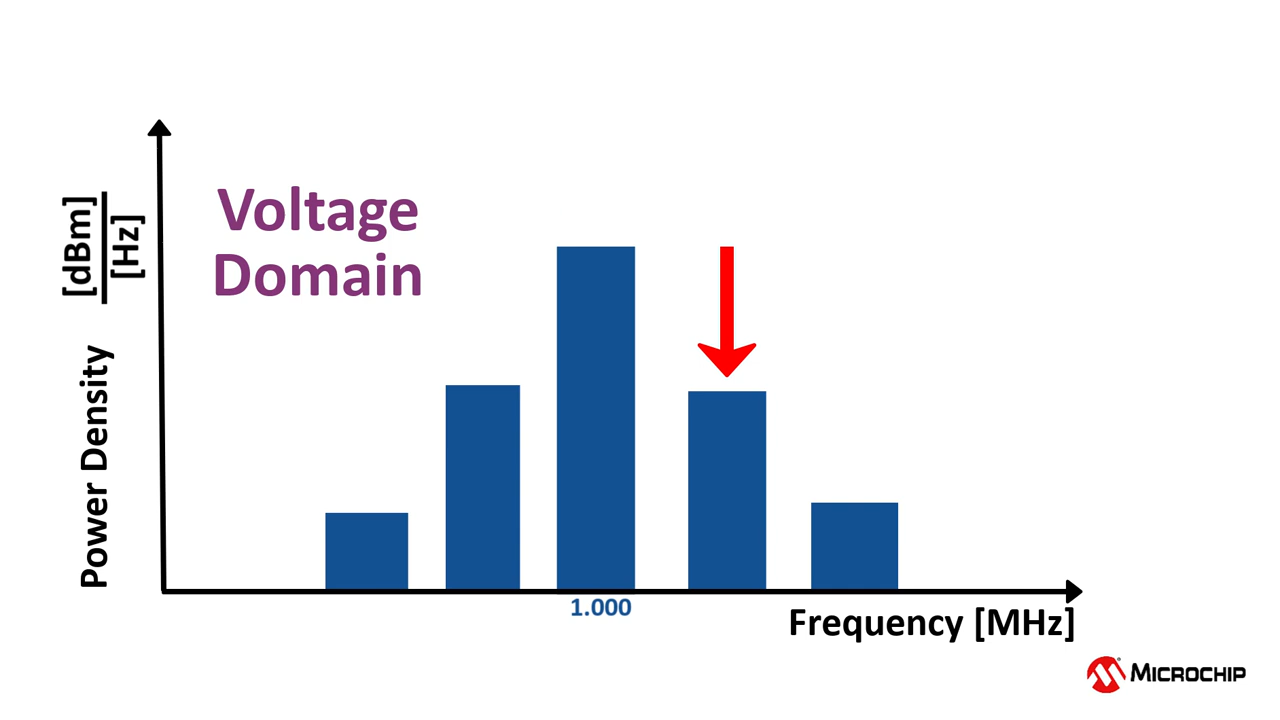 Voltage
Domain
Power Density [dBm]
[Hz]
1.000
Frequency [MHz]
MICROCHIP